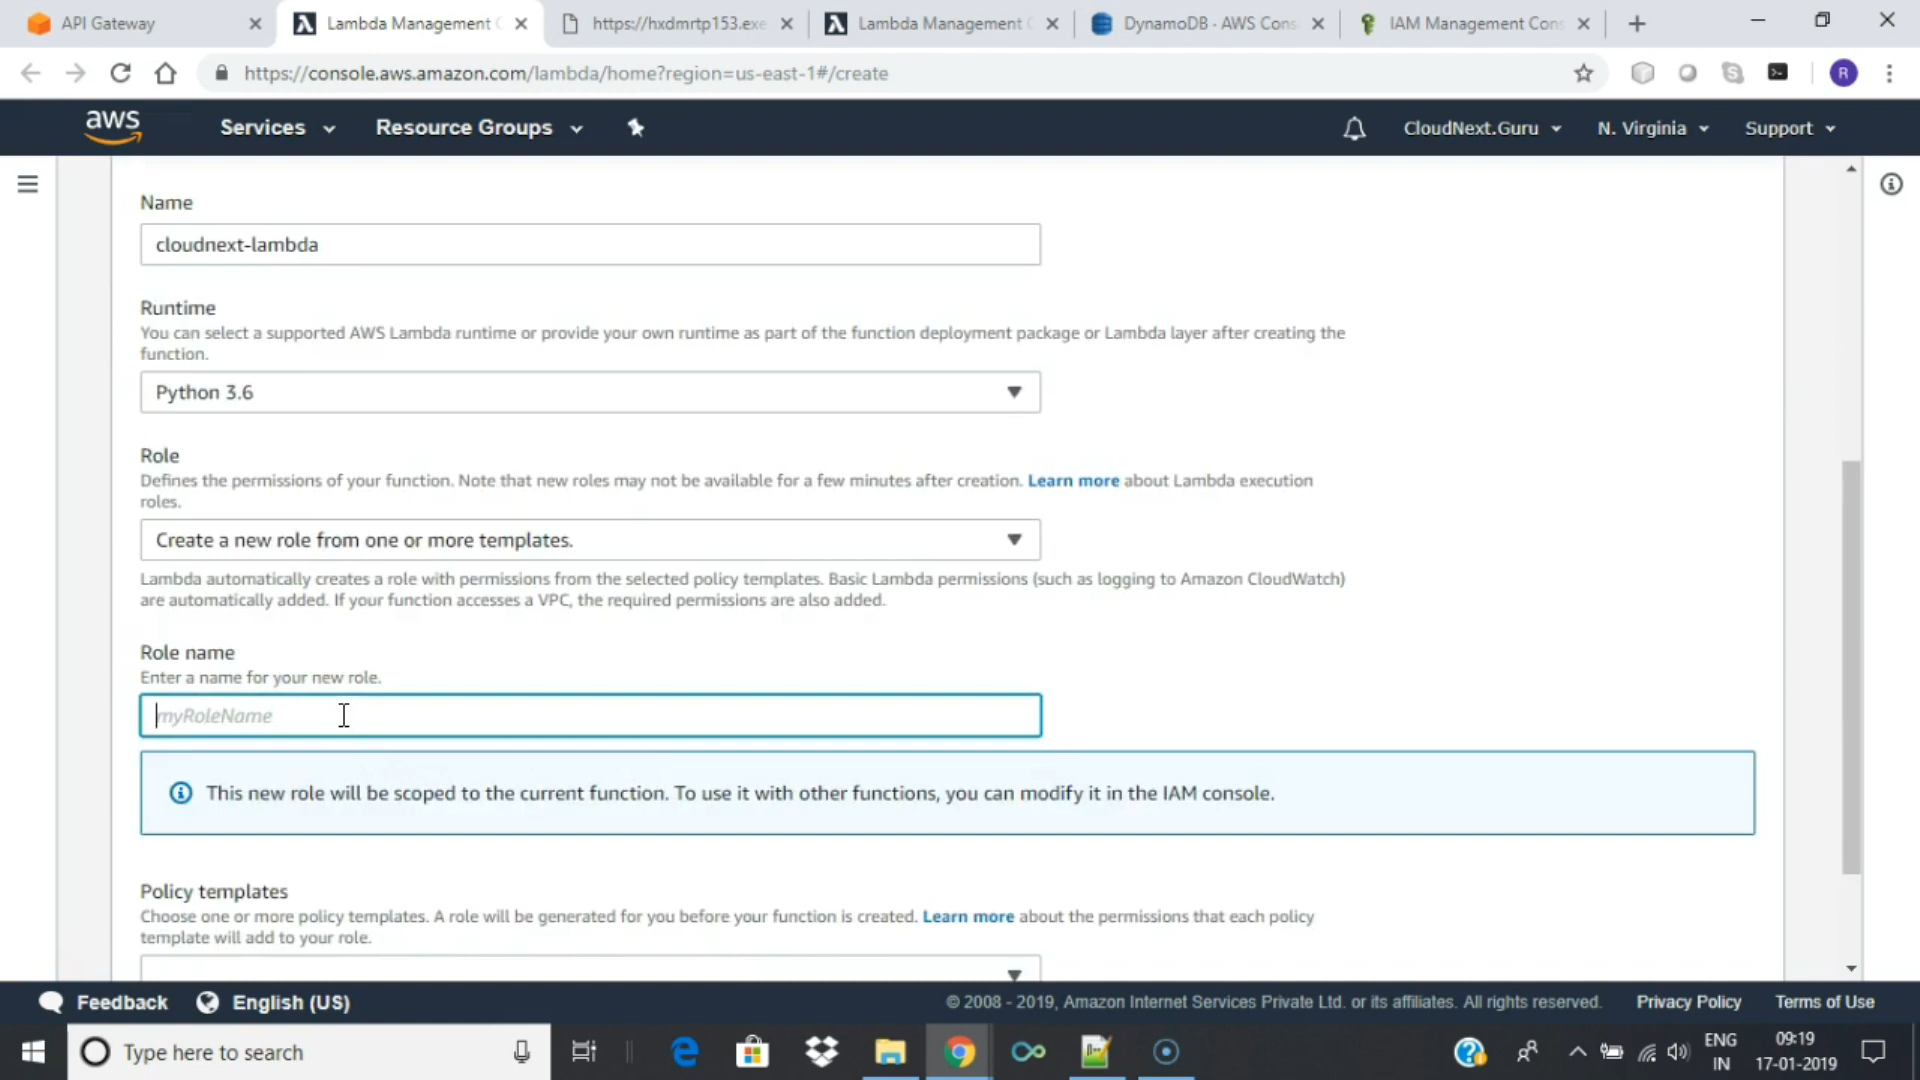 API Gateway
Lambda Management C
https://hxdmrtp153.exe
Lambda Management C
DynamoDB - AWS Cons
IAM Management Cons
https://console.aws.amazon.com/lambda/home?region=us-east-1#/create
R
aws
Services
Resource Groups
CloudNext.Guru
N. Virginia
Support
Name
cloudnext-lambda
Runtime
You can select a supported AWS Lambda runtime or provide your own runtime as part of the function deployment package or Lambda layer after creating the
function.
Python 3.6
Role
Defines the permissions of your function. Note that new roles may not be available for a few minutes after creation. Learn more about Lambda execution
roles.
Create a new role from one or more templates.
Lambda automatically creates a role with permissions from the selected policy templates. Basic Lambda permissions (such as logging to Amazon CloudWatch)
are automatically added. If your function accesses a VPC, the required permissions are also added.
Role name
Enter a name for your new role.
myRoleName
This new role will be scoped to the current function. To use it with other functions, you can modify it in the IAM console.
Policy templates
Choose one or more policy templates. A role will be generated for you before your function is created. Learn more about the permissions that each policy
template will add to your role.
Feedback
English (US)
© 2008 - 2019, Amazon Internet Services Private Ltd. or its affiliates. All rights reserved.
Privacy Policy
Terms of Use
Type here to search
ENG
IN
09:19
17-01-2019